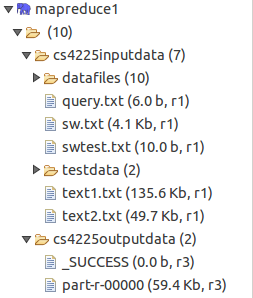 mapreduce1
(10)
cs4225inputdata (7)
datafiles (10)
query.txt (6.0 b, r1)
sw.txt (4.1 Kb, r1)
swtest.txt (10.0 b, r1)
testdata (2)
text1.txt (135.6 Kb, r1)
text2.txt (49.7 Kb, r1)
cs4225outputdata (2)
_SUCCESS (0.0 b, r3)
part-r-00000 (59.4 Kb, r3)